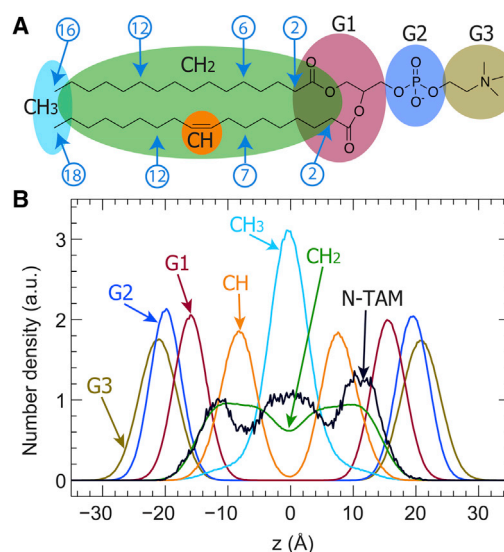 A
G1
G2
G3
16
12
6
2
CH2
O
O
O
O
P
O
O
O-
N
CH3
CH
O
O
18
12
7
2
B
CH3
G2
G1
CH
CH2
N-TAM
G3
Number density (a.u.)
3
2
1
0
−30
−20
−10
0
10
20
30
z (Å)